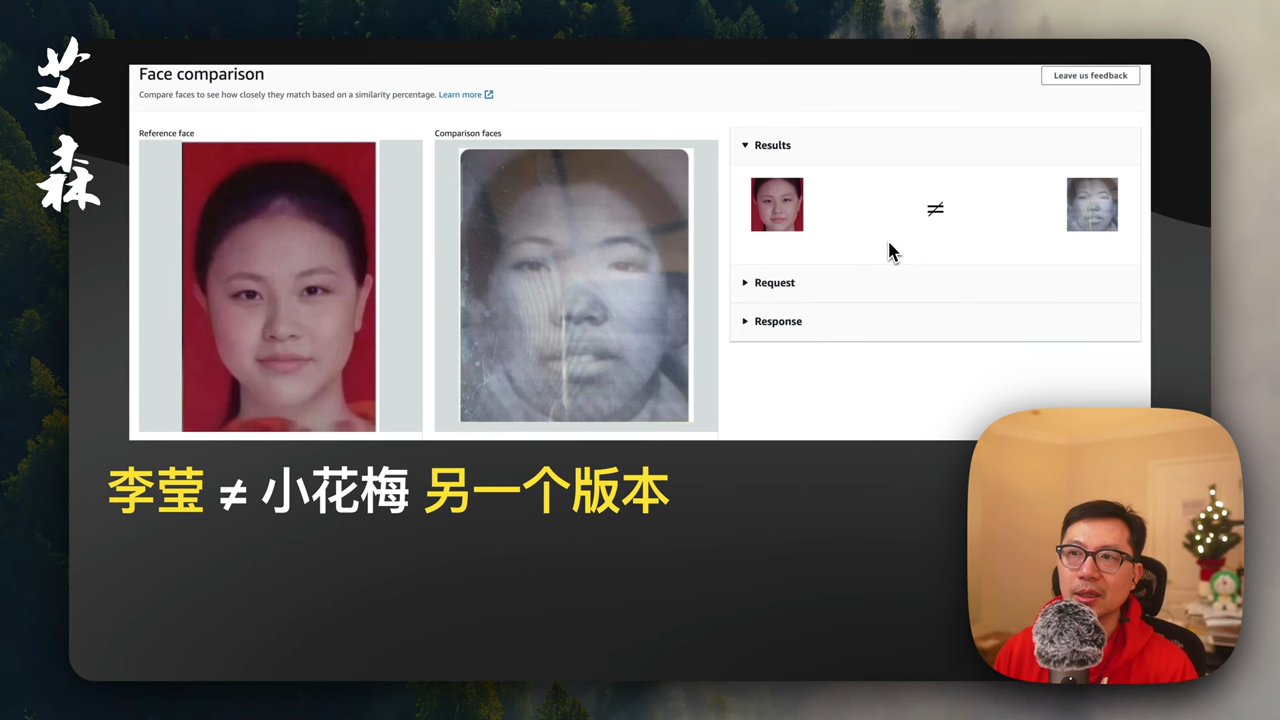 艾森
Face comparison
Leave us feedback
Compare faces to see how closely they match based on a similarity percentage. Learn more
Reference face
Comparison faces
Results
≠
Request
Response
李莹 ≠ 小花梅 另一个版本